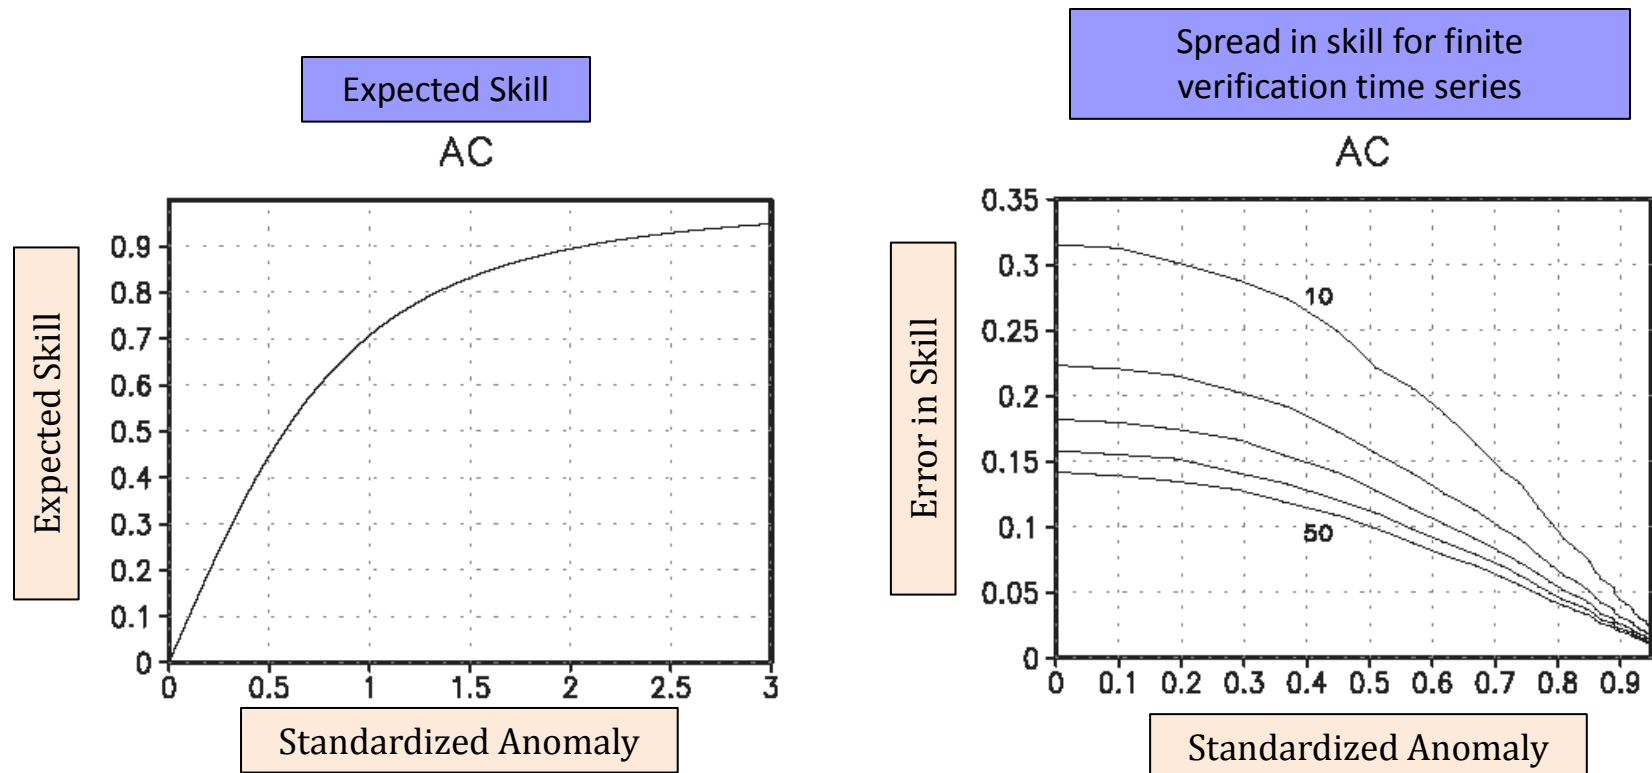 Expected Skill
AC
Expected Skill
0.9
0.8
0.7
0.6
0.5
0.4
0.3
0.2
0.1
0
0 0.5 1 1.5 2 2.5 3
Standardized Anomaly
Spread in skill for finite
verification time series
AC
Error in Skill
0.35
0.3
0.25
0.2
0.15
0.1
0.05
0
10
50
0 0.1 0.2 0.3 0.4 0.5 0.6 0.7 0.8 0.9
Standardized Anomaly